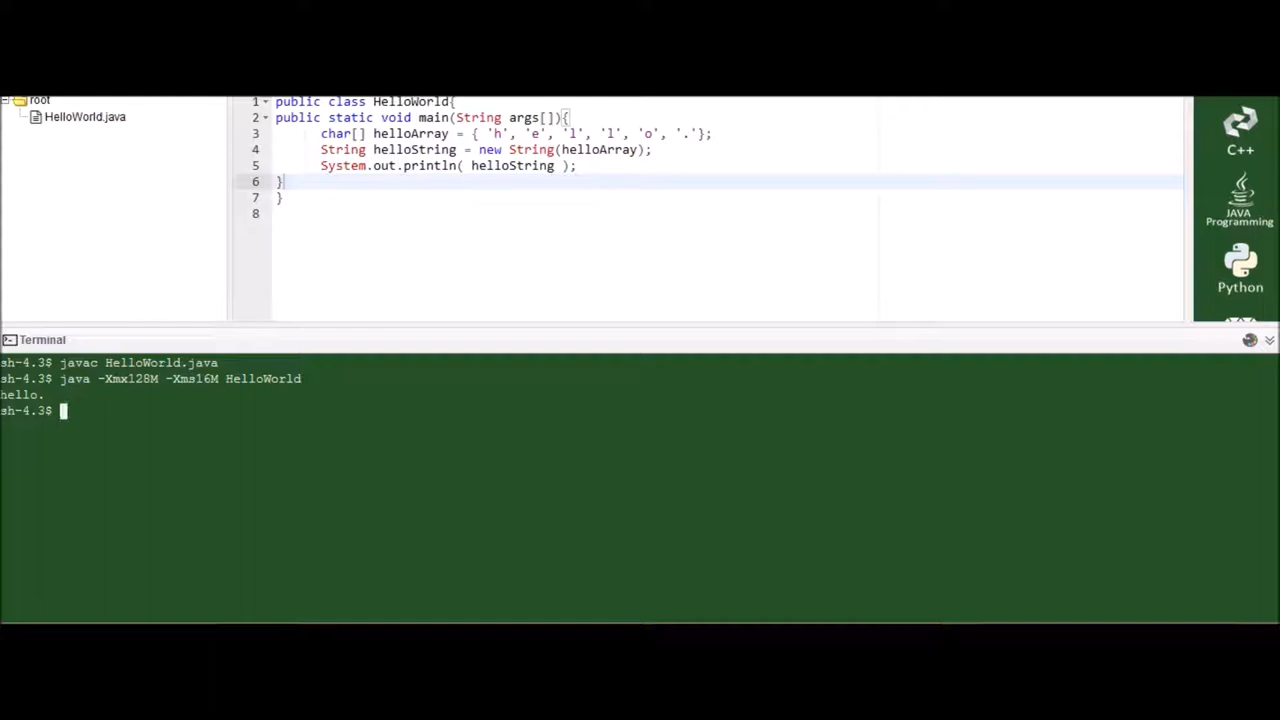 root
HelloWorld.java
1 public class HelloWorld{
2 public static void main(String args[]){
3 char[] helloArray = { 'h', 'e', 'l', 'l', 'o', '.'};
4 String helloString = new String(helloArray);
5 System.out.println( helloString );
6 }
7 }
8
C++
JAVA
Programming
Python
Terminal
sh-4.3$ javac HelloWorld.java
sh-4.3$ java -Xmx128M -Xms16M HelloWorld
hello.
sh-4.3$